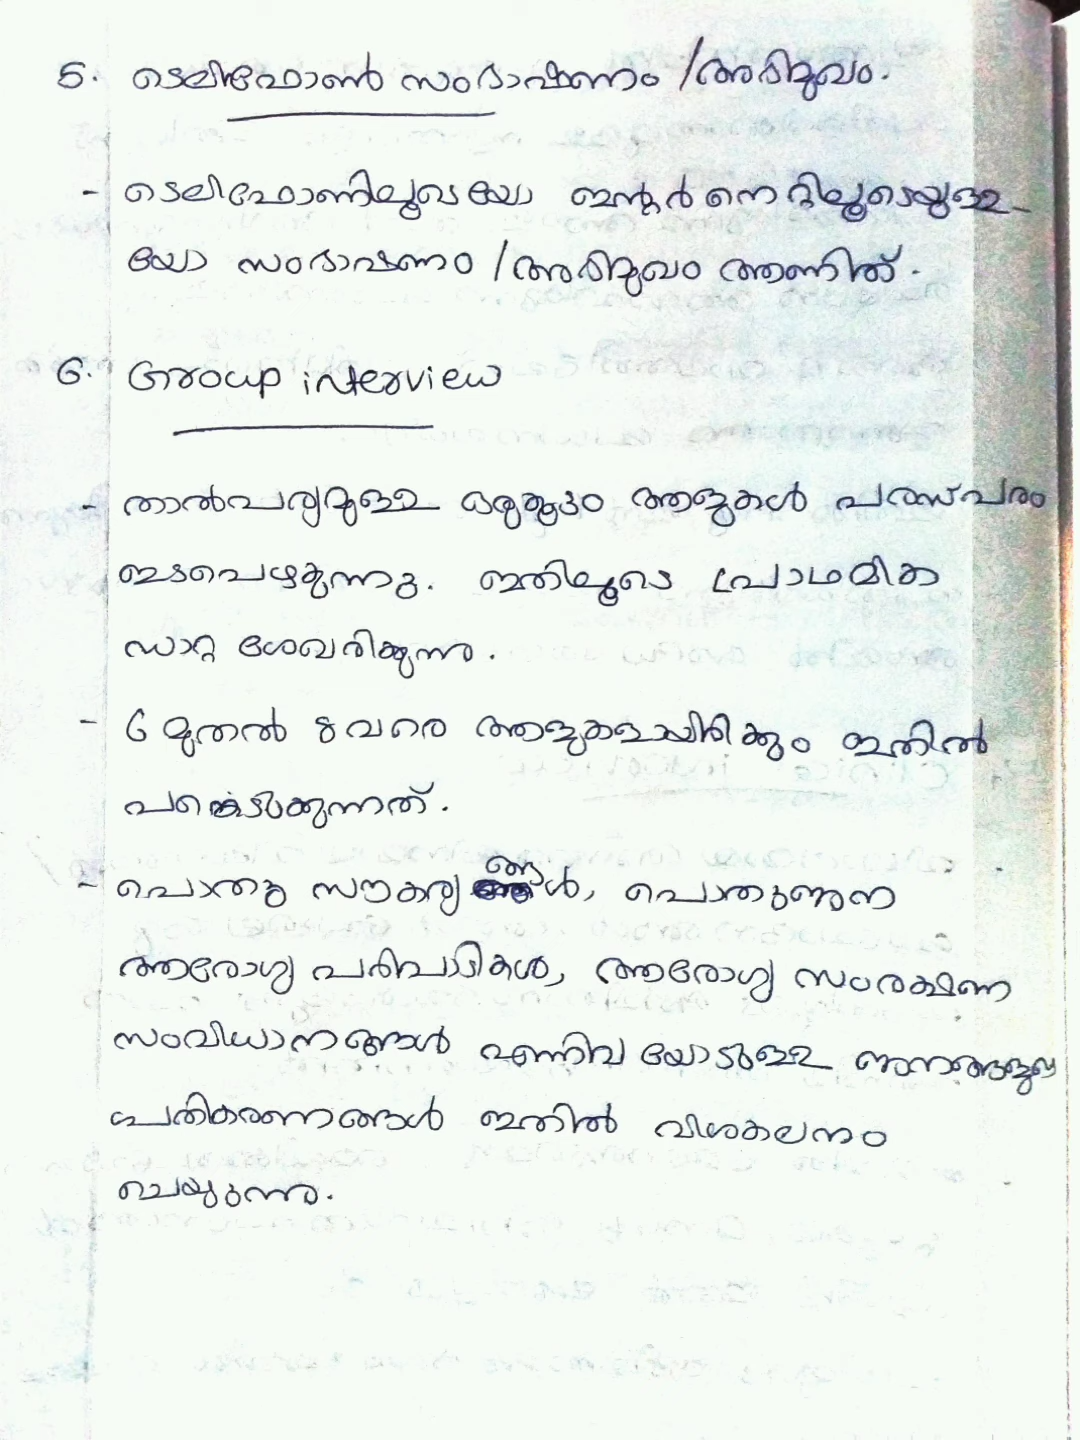 5. ടെലിഫോൺ സംഭാഷണം /അഭിമുഖം.
- ടെലിഫോണിലൂടെയോ ഇന്റർനെറ്റിലൂടെയുള്ള-
യോ സംഭാഷണം /അഭിമുഖം ആണിത്.
6. Group interview
- താൽപര്യമുള്ള ഒരുകൂട്ടം ആളുകൾ പരസ്പരം
ഇടപെഴകുന്നു. ഇതിലൂടെ പ്രാഥമിക
ഡാറ്റ ശേഖരിക്കുന്നു.
- 6 മുതൽ 8 വരെ ആളുകളായിരിക്കും ഇതിൽ
പങ്കെടുക്കുന്നത്.
- പൊതു സൗകര്യങ്ങൾ, പൊതുജന
ആരോഗ്യ പരിപാടികൾ, ആരോഗ്യ സംരക്ഷണ
സംവിധാനങ്ങൾ എന്നിവയോടുള്ള ജനങ്ങളുടെ
പ്രതികരണങ്ങൾ ഇതിൽ വിശകലനം
ചെയ്യുന്നു.